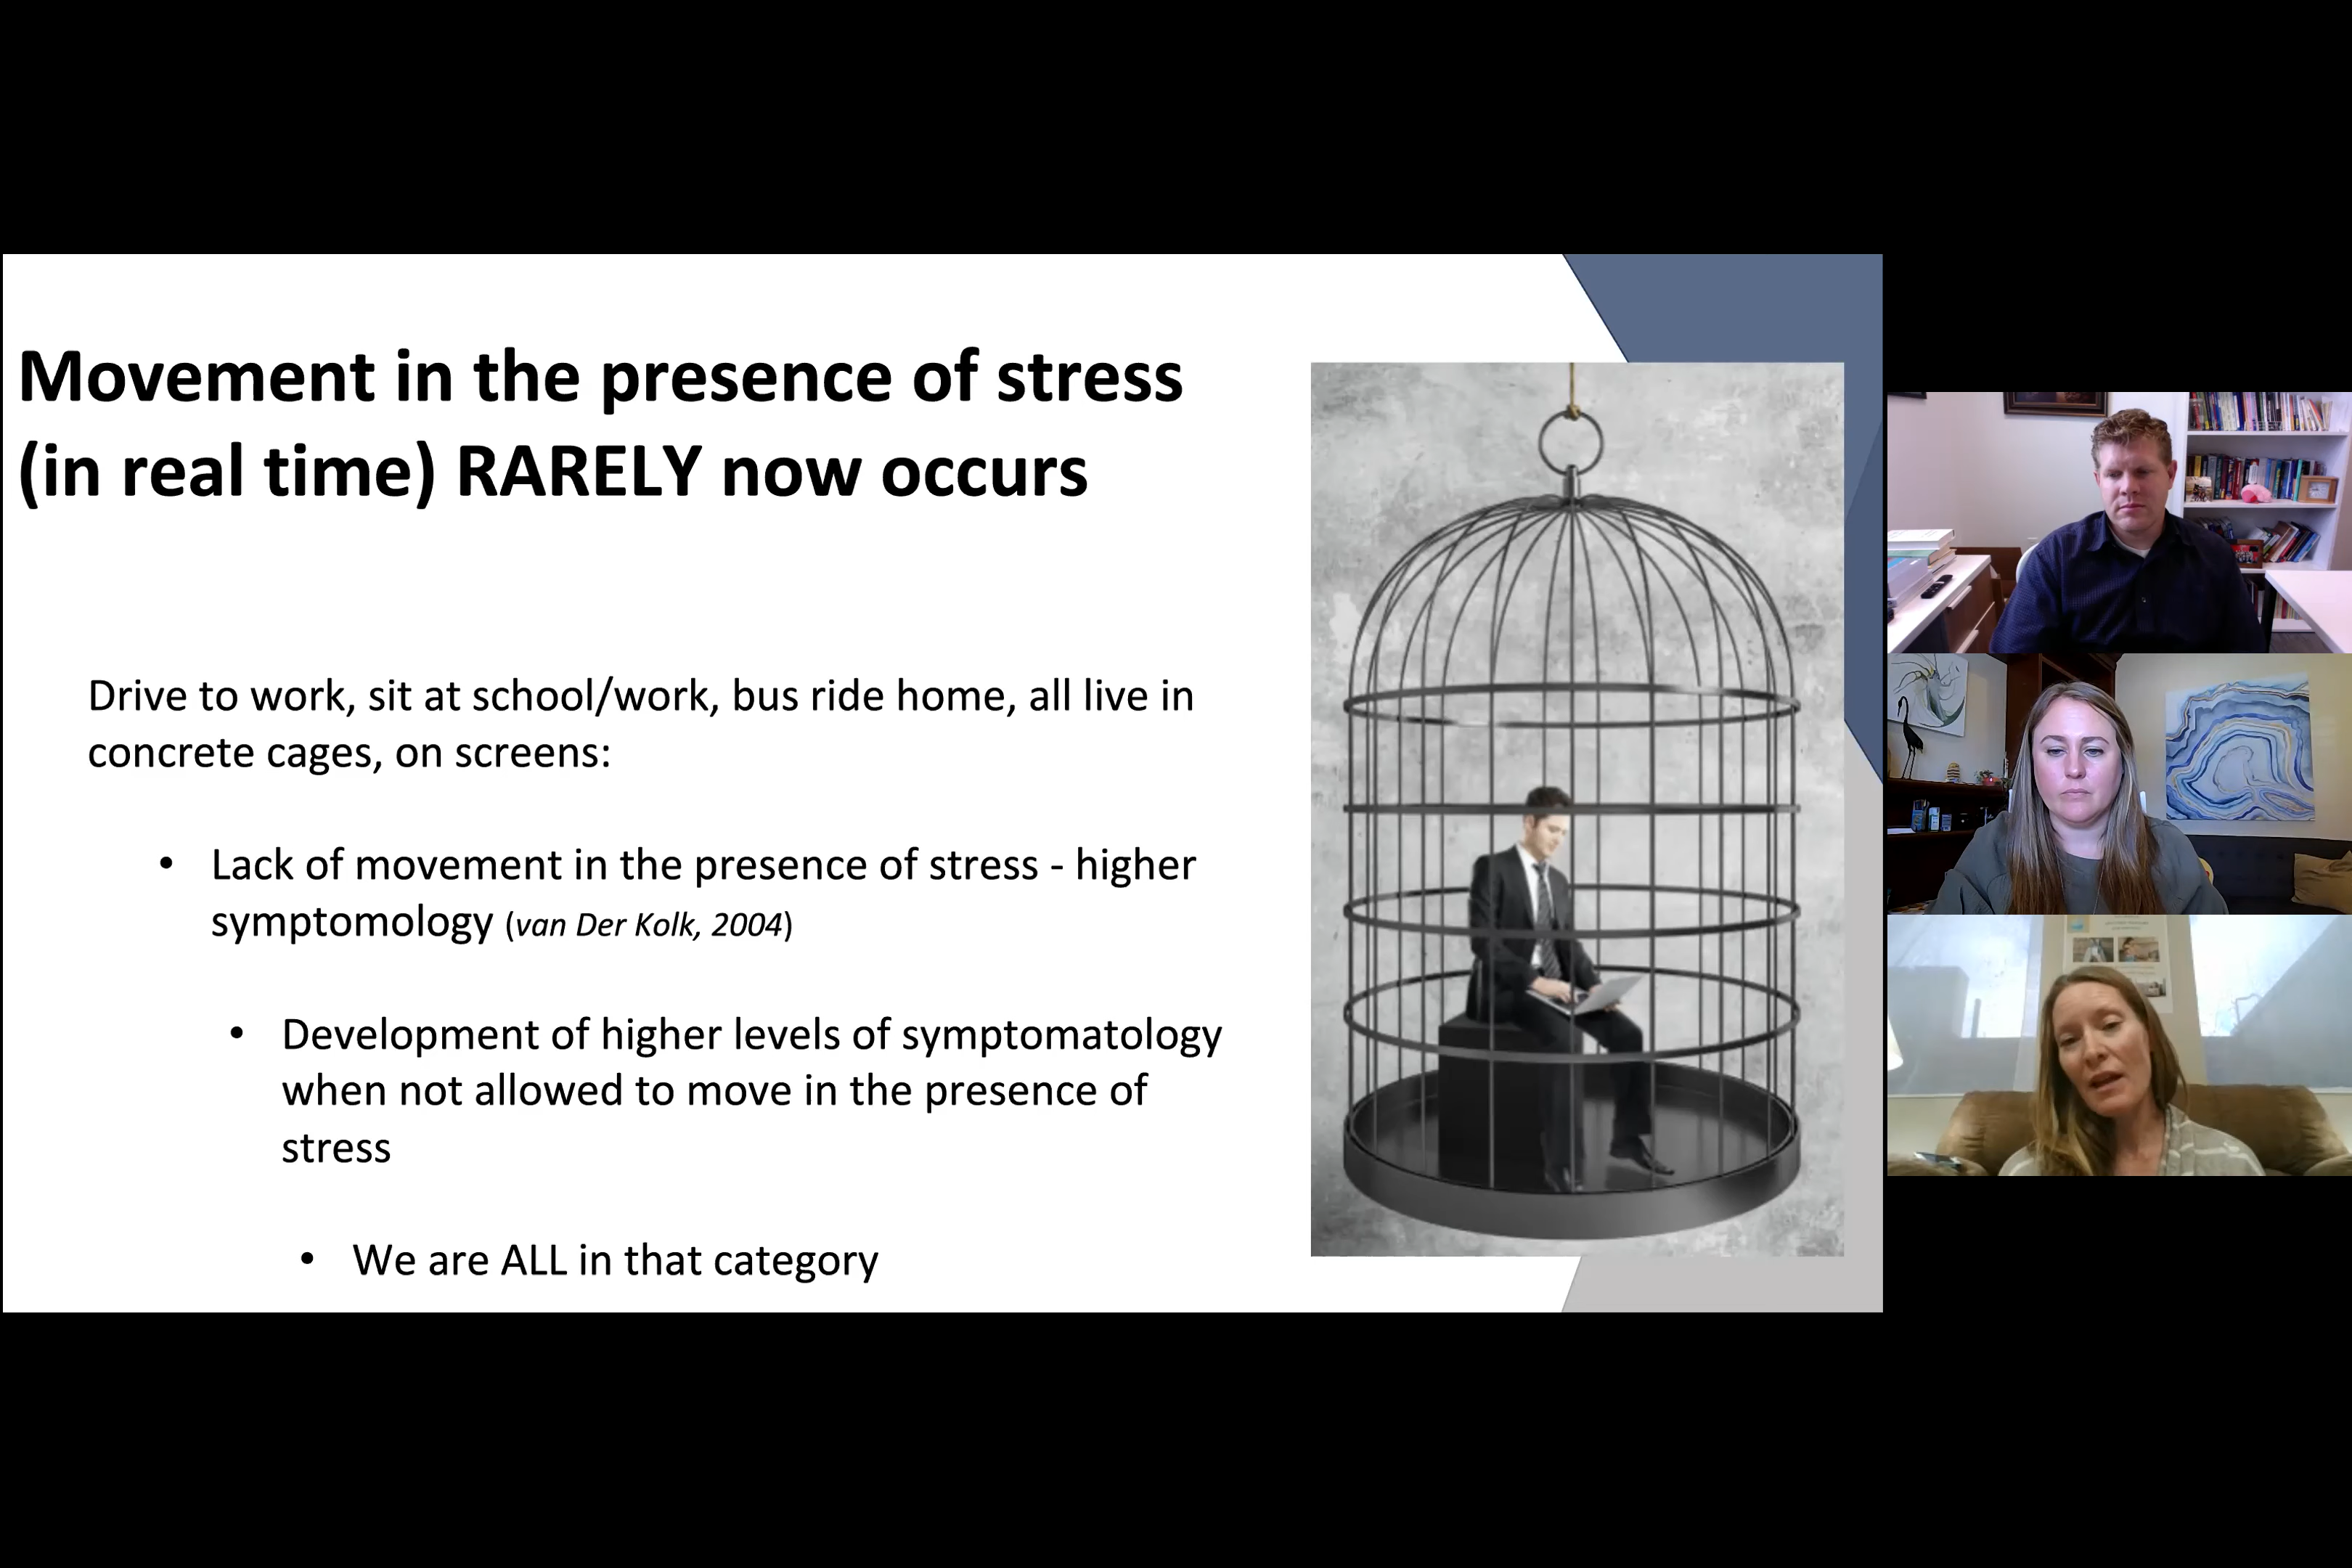 Movement in the presence of stress
(in real time) RARELY now occurs
Drive to work, sit at school/work, bus ride home, all live in
concrete cages, on screens:
• Lack of movement in the presence of stress - higher
symptomology (van Der Kolk, 2004)
• Development of higher levels of symptomatology
when not allowed to move in the presence of
stress
• We are ALL in that category